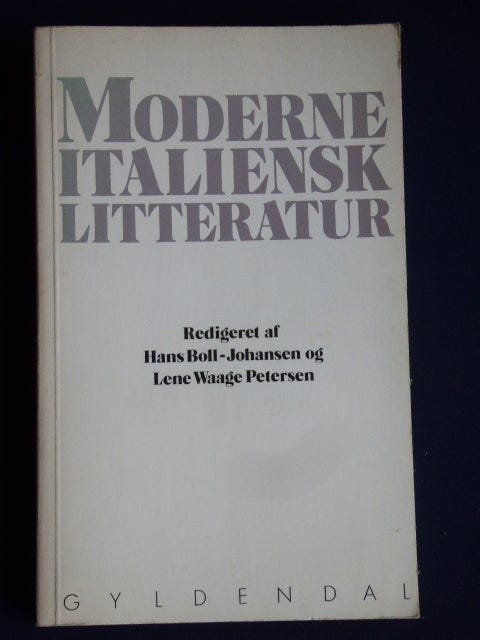 MODERNE
ITALIENSK
LITTERATUR
Redigeret af
Hans Boll-Johansen og
Lene Waage Petersen
GYLDENDAL